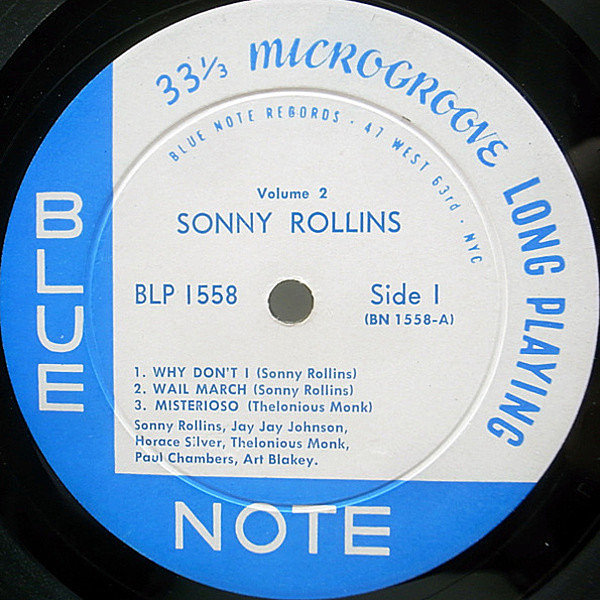 33⅓ MICROGROOVE LONG PLAYING
BLUE NOTE RECORDS · 47 WEST 63rd · NYC
Volume 2
SONNY ROLLINS
BLP 1558
Side 1
(BN 1558-A)
1. WHY DON'T I (Sonny Rollins)
2. WAIL MARCH (Sonny Rollins)
3. MISTERIOSO (Thelonious Monk)
Sonny Rollins, Jay Jay Johnson,
Horace Silver, Thelonious Monk,
Paul Chambers, Art Blakey.
BLUE
NOTE